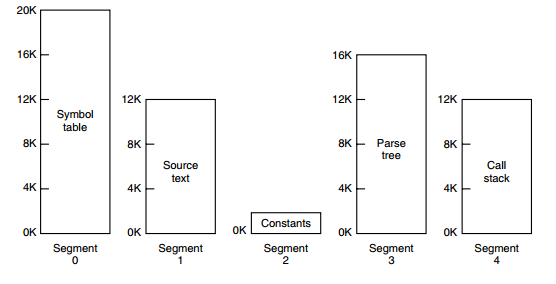 20K
16K
12K
Symbol
table
8K
4K
0K
Segment
0
12K
8K
Source
text
4K
0K
Segment
1
Constants
0K
Segment
2
16K
12K
8K
Parse
tree
4K
0K
Segment
3
12K
8K
Call
stack
4K
0K
Segment
4